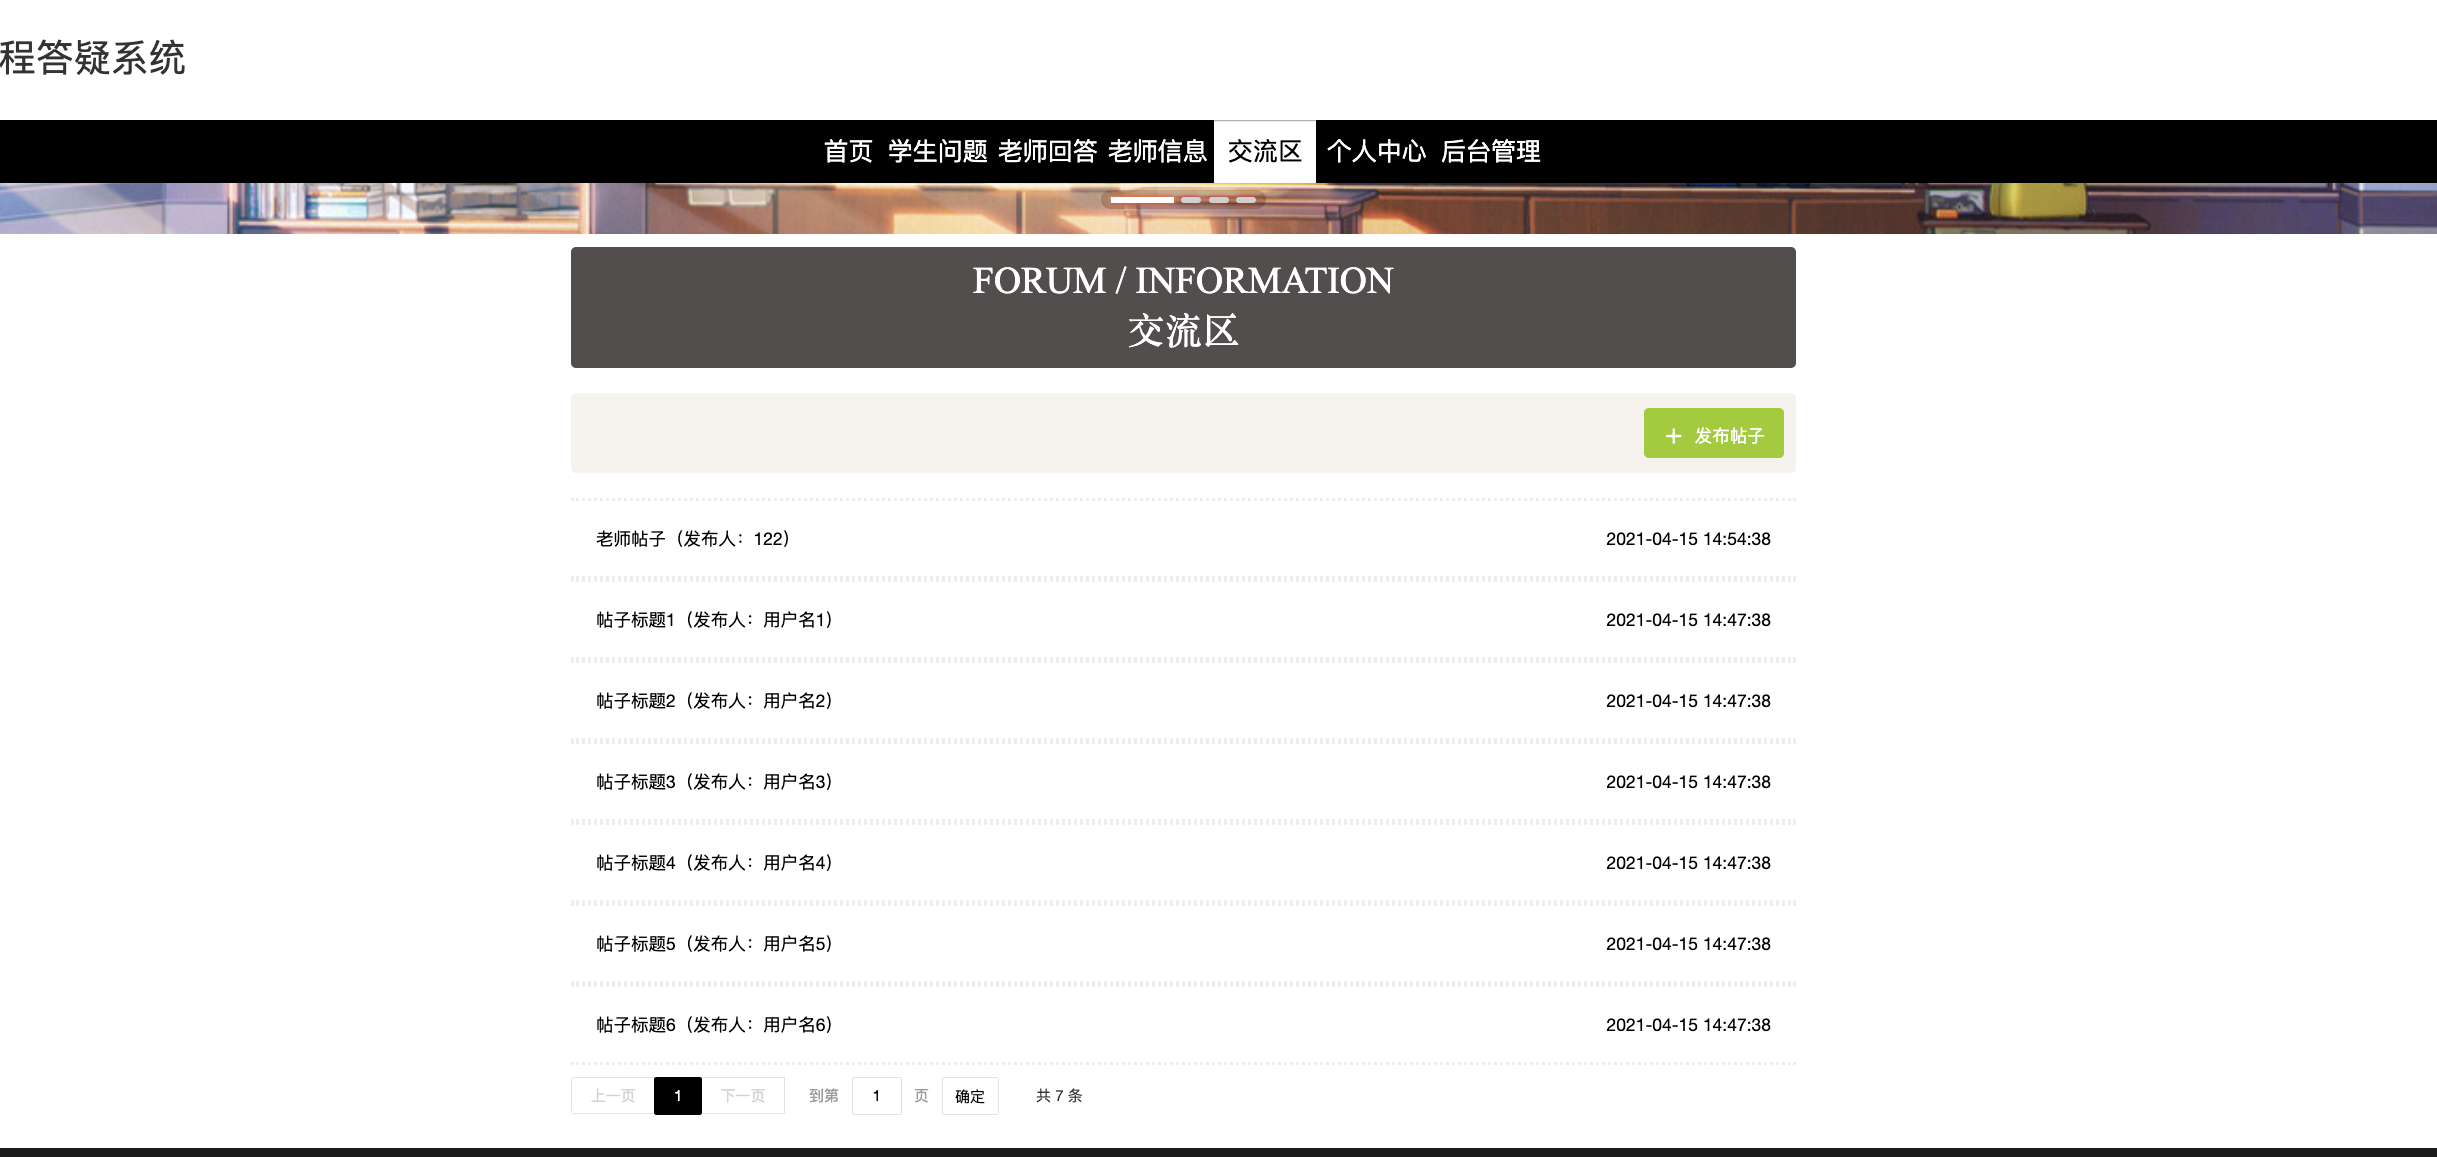 程答疑系统
首页 学生问题 老师回答 老师信息 交流区 个人中心 后台管理
FORUM / INFORMATION
交流区
+ 发布帖子
老师帖子（发布人：122） 2021-04-15 14:54:38
帖子标题1（发布人：用户名1） 2021-04-15 14:47:38
帖子标题2（发布人：用户名2） 2021-04-15 14:47:38
帖子标题3（发布人：用户名3） 2021-04-15 14:47:38
帖子标题4（发布人：用户名4） 2021-04-15 14:47:38
帖子标题5（发布人：用户名5） 2021-04-15 14:47:38
帖子标题6（发布人：用户名6） 2021-04-15 14:47:38
上一页 1 下一页 到第 1 页 确定 共 7 条